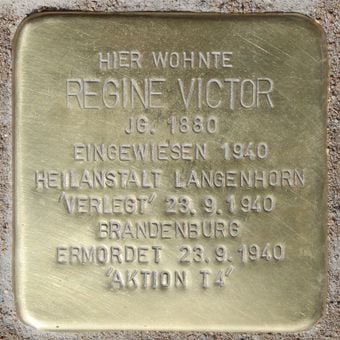 HIER WOHNTE
REGINE VICTOR
JG. 1880
EINGEWIESEN 1940
HEILANSTALT LANGENHORN
"VERLEGT" 23.9.1940
BRANDENBURG
ERMORDET 23.9.1940
"AKTION T4"